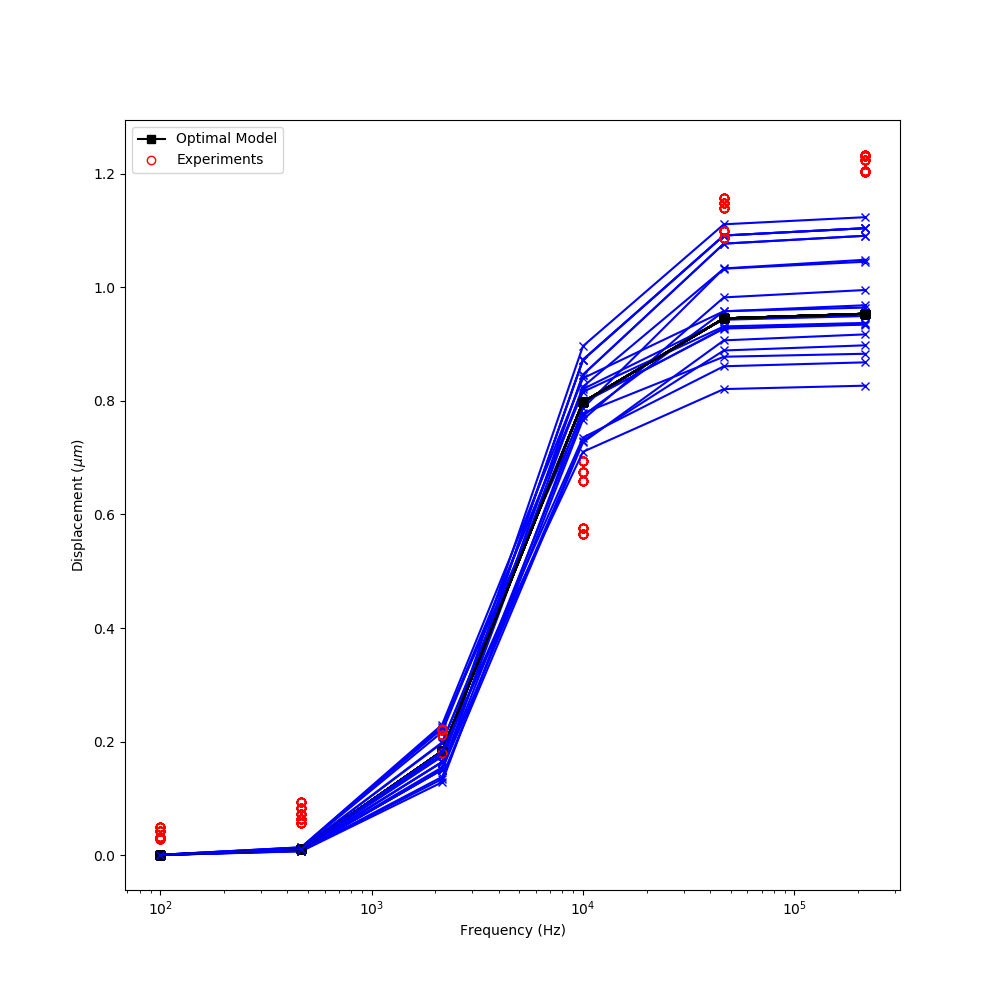 Optimal Model
Experiments
1.2
1.0
0.8
0.6
0.4
0.2
0.0
Displacement (μm)
10²
10³
10⁴
10⁵
Frequency (Hz)